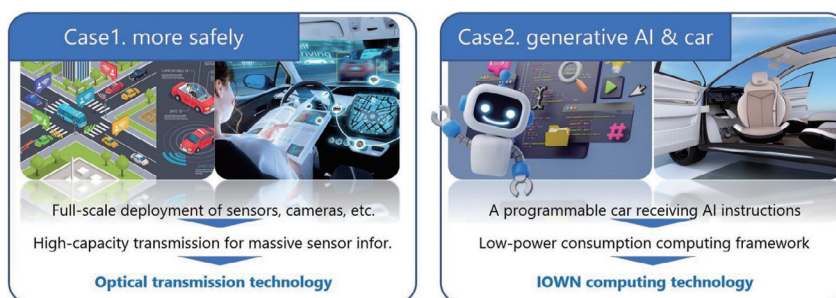 Case1. more safely
Full-scale deployment of sensors, cameras, etc.
High-capacity transmission for massive sensor infor.
Optical transmission technology
Case2. generative AI & car
A programmable car receiving AI instructions
Low-power consumption computing framework
IOWN computing technology